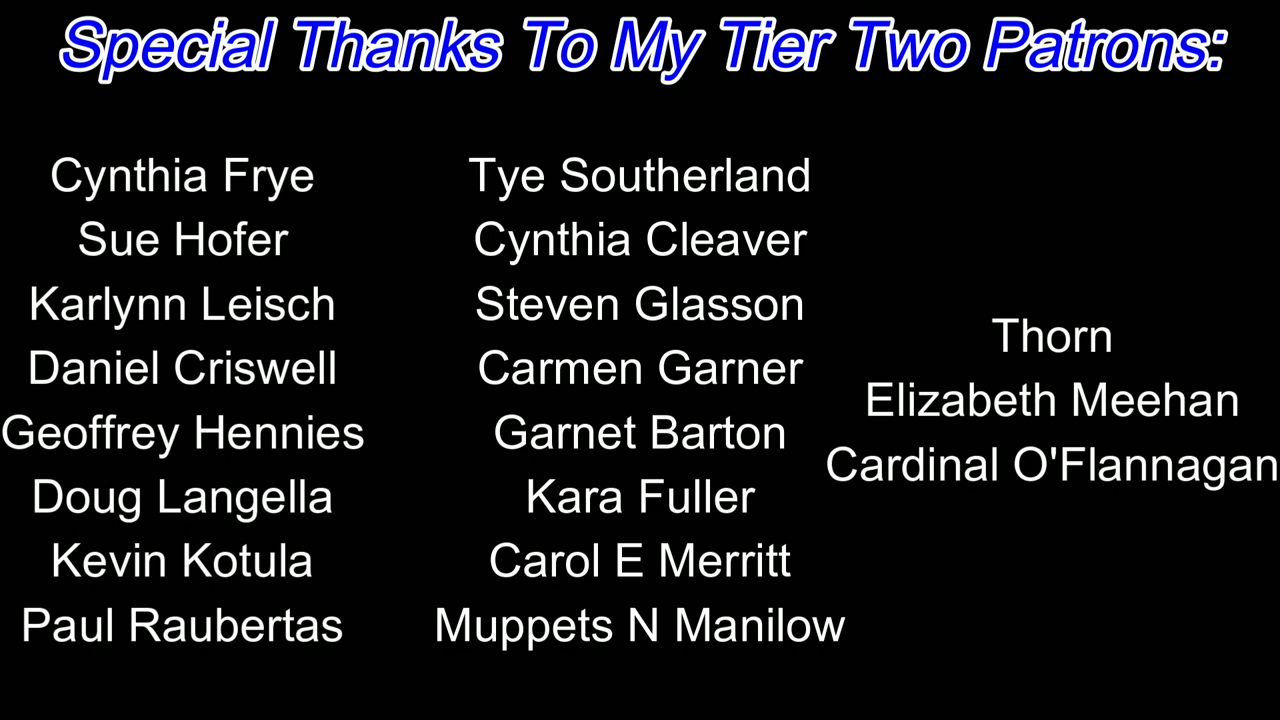 Special Thanks To My Tier Two Patrons:
Cynthia Frye
Sue Hofer
Karlynn Leisch
Daniel Criswell
Geoffrey Hennies
Doug Langella
Kevin Kotula
Paul Raubertas
Tye Southerland
Cynthia Cleaver
Steven Glasson
Carmen Garner
Garnet Barton
Kara Fuller
Carol E Merritt
Muppets N Manilow
Thorn
Elizabeth Meehan
Cardinal O'Flannagan